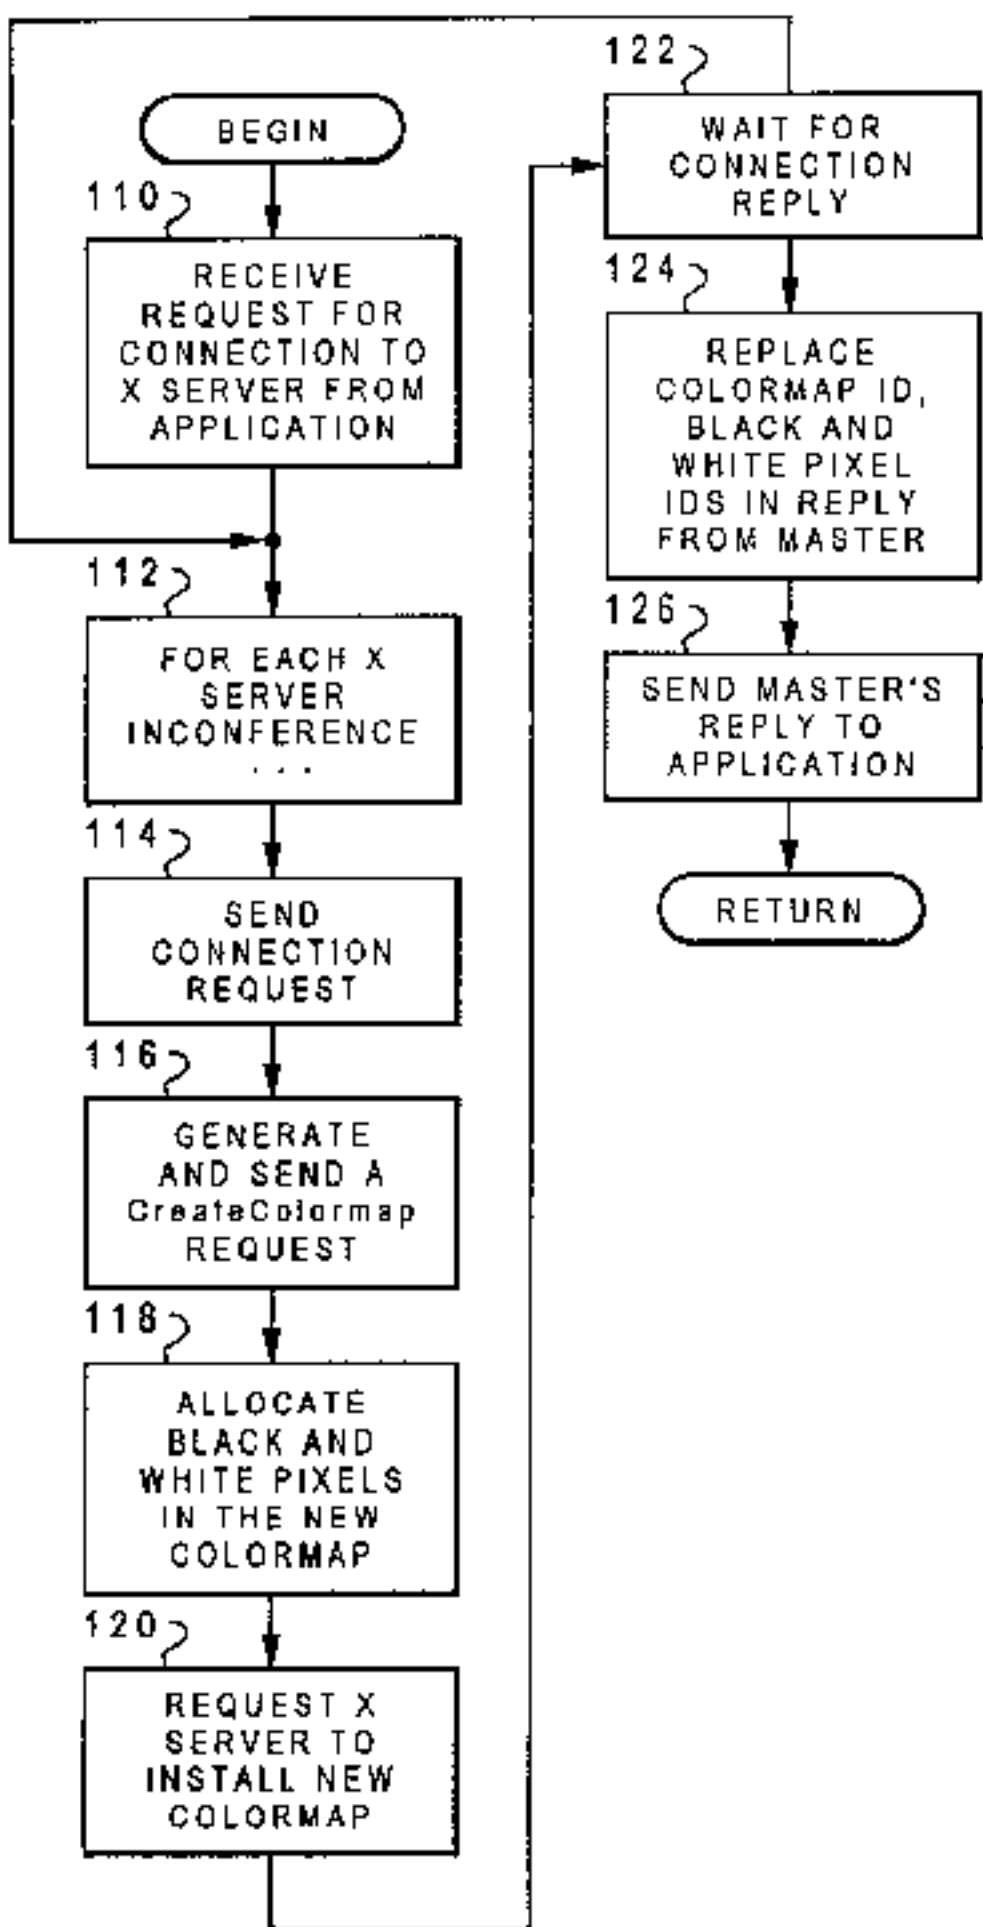 BEGIN
110
RECEIVE
REQUEST FOR
CONNECTION TO
X SERVER FROM
APPLICATION
112
FOR EACH X
SERVER
INCONFERENCE
...
114
SEND
CONNECTION
REQUEST
116
GENERATE
AND SEND A
CreateColormap
REQUEST
118
ALLOCATE
BLACK AND
WHITE PIXELS
IN THE NEW
COLORMAP
120
REQUEST X
SERVER TO
INSTALL NEW
COLORMAP
122
WAIT FOR
CONNECTION
REPLY
124
REPLACE
COLORMAP ID,
BLACK AND
WHITE PIXEL
IDS IN REPLY
FROM MASTER
126
SEND MASTER'S
REPLY TO
APPLICATION
RETURN